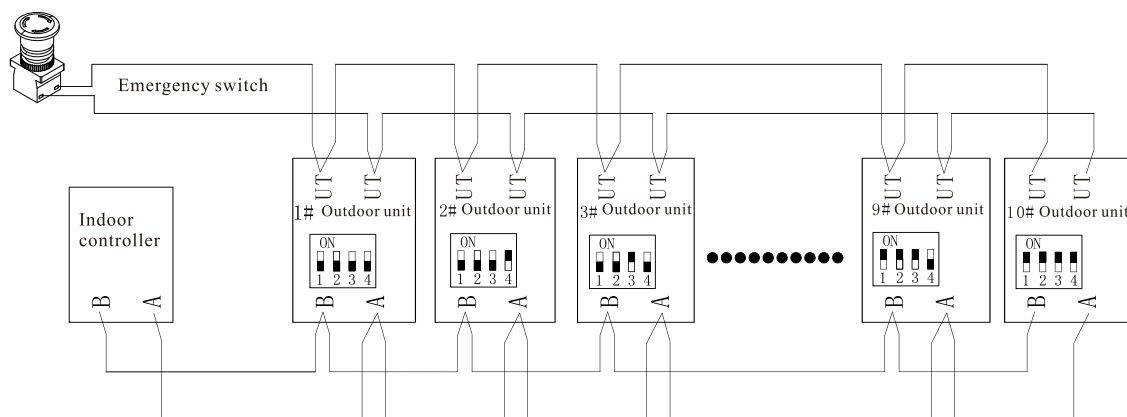 Emergency switch
UT UT UT UT UT UT UT UT UT UT
1# Outdoor unit 2# Outdoor unit 3# Outdoor unit 9# Outdoor unit 10# Outdoor unit
Indoor
controller
ON ON ON ON ON
1 2 3 4 1 2 3 4 1 2 3 4 1 2 3 4 1 2 3 4
B A B A B A B A B A B A